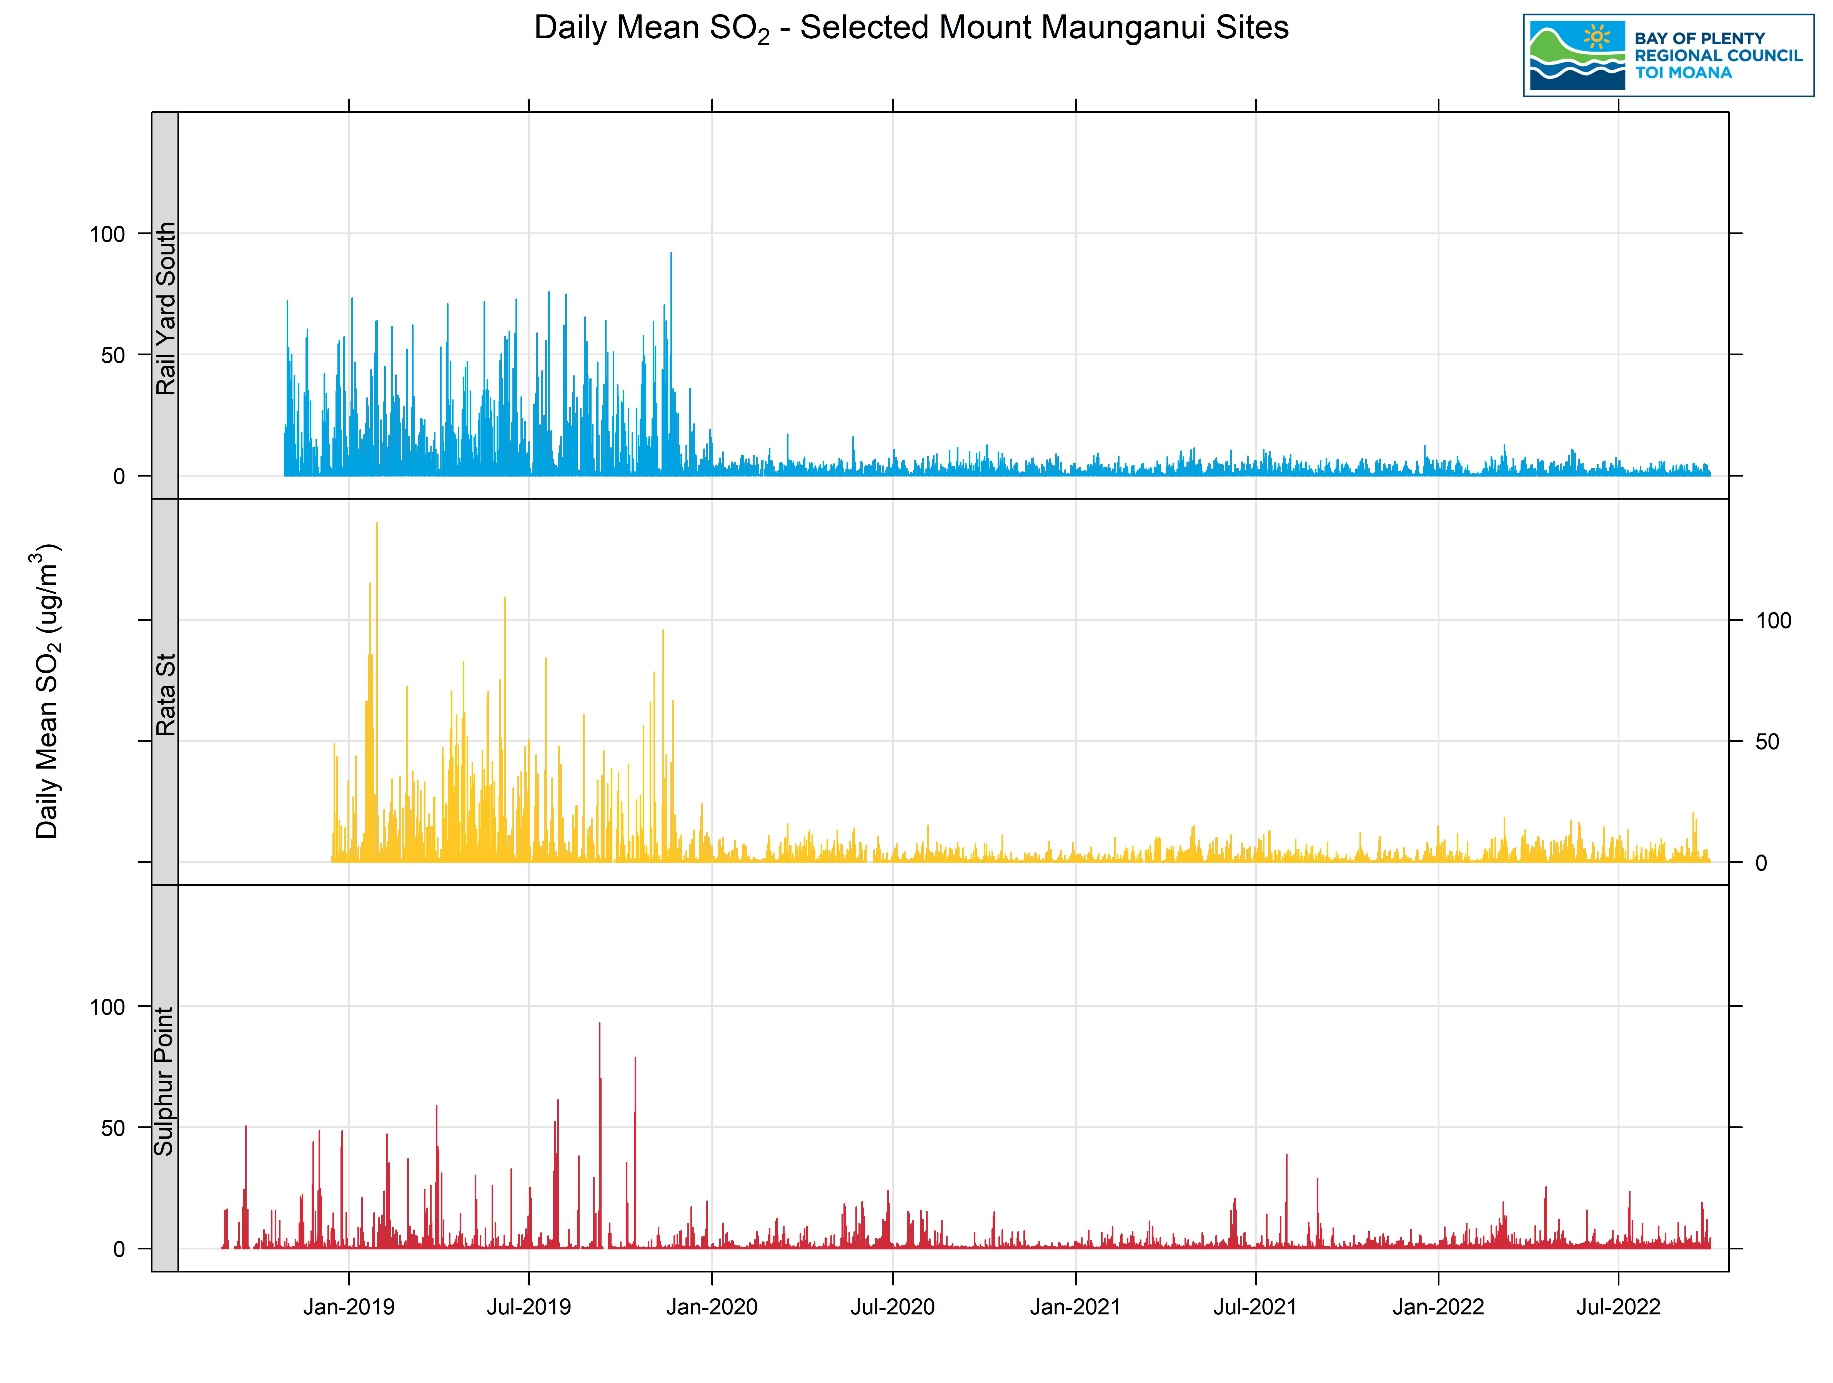 Daily Mean SO2 - Selected Mount Maunganui Sites
BAY OF PLENTY
REGIONAL COUNCIL
TOI MOANA
Daily Mean SO2 (ug/m3)
Rail Yard South
100
50
0
Rata St
100
50
0
Sulphur Point
100
50
0
Jan-2019 Jul-2019 Jan-2020 Jul-2020 Jan-2021 Jul-2021 Jan-2022 Jul-2022